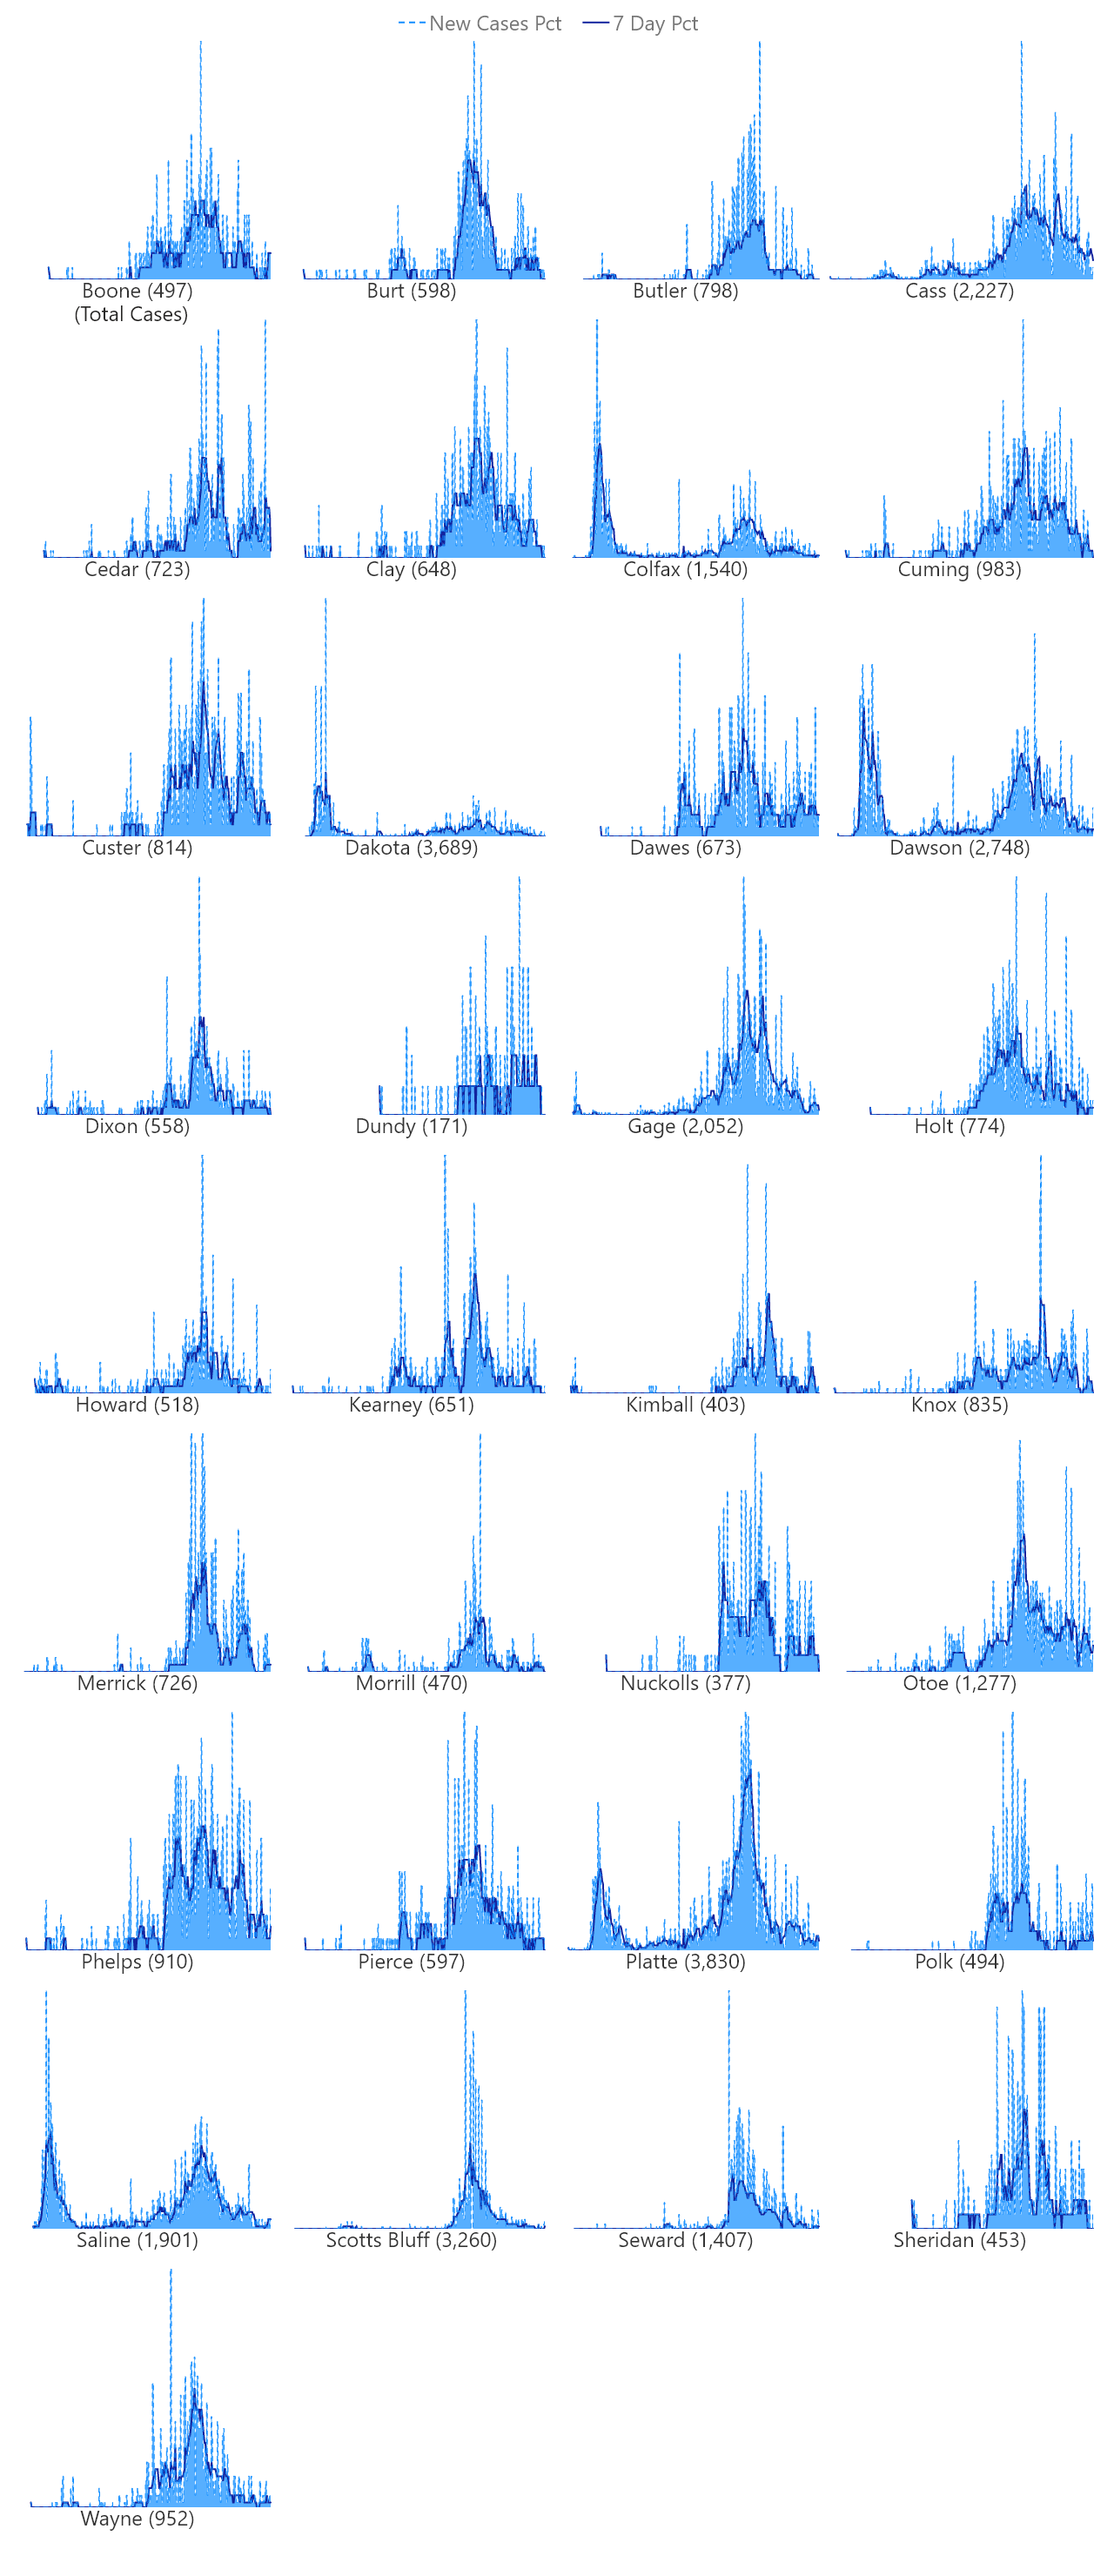 New Cases Pct 7 Day Pct
Boone (497) Burt (598) Butler (798) Cass (2,227)
(Total Cases)
Cedar (723) Clay (648) Colfax (1,540) Cuming (983)
Custer (814) Dakota (3,689) Dawes (673) Dawson (2,748)
Dixon (558) Dundy (171) Gage (2,052) Holt (774)
Howard (518) Kearney (651) Kimball (403) Knox (835)
Merrick (726) Morrill (470) Nuckolls (377) Otoe (1,277)
Phelps (910) Pierce (597) Platte (3,830) Polk (494)
Saline (1,901) Scotts Bluff (3,260) Seward (1,407) Sheridan (453)
Wayne (952)